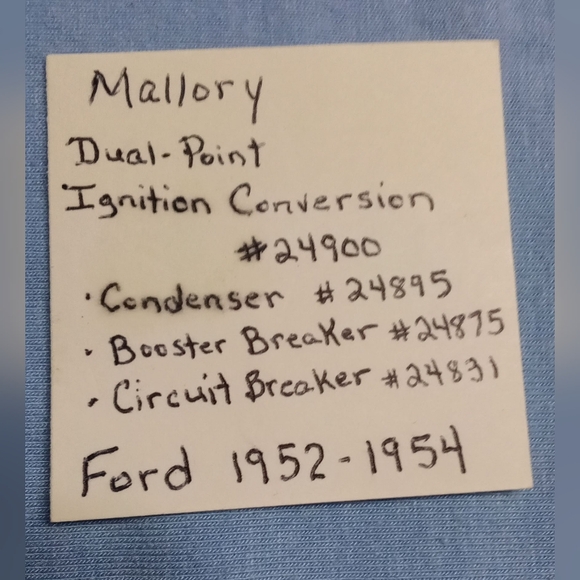 Mallory
Dual-Point
Ignition Conversion
#24900
· Condenser #24895
· Booster Breaker #24875
· Circuit Breaker #24831
Ford 1952-1954